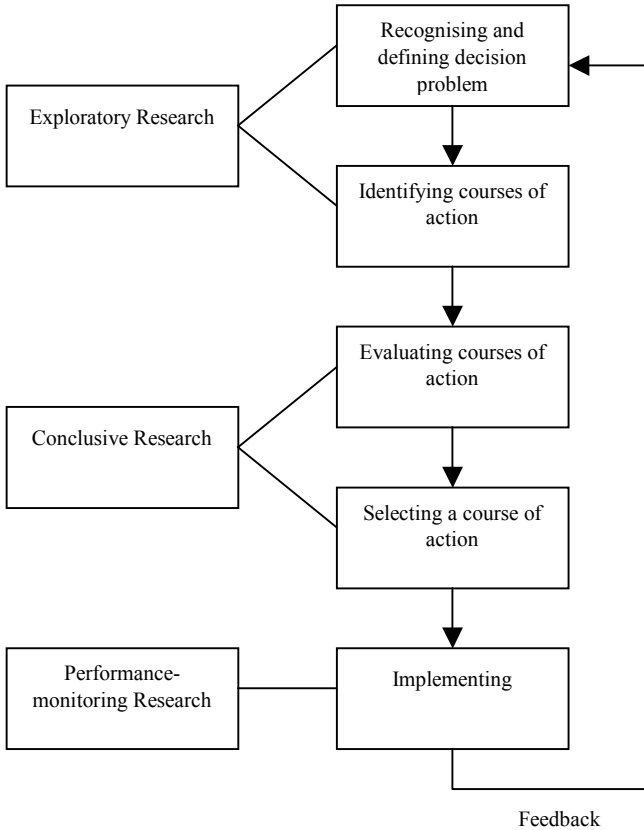 Recognising and
defining decision
problem
Exploratory Research
Identifying courses of
action
Evaluating courses of
action
Conclusive Research
Selecting a course of
action
Performance-
monitoring Research
Implementing
Feedback